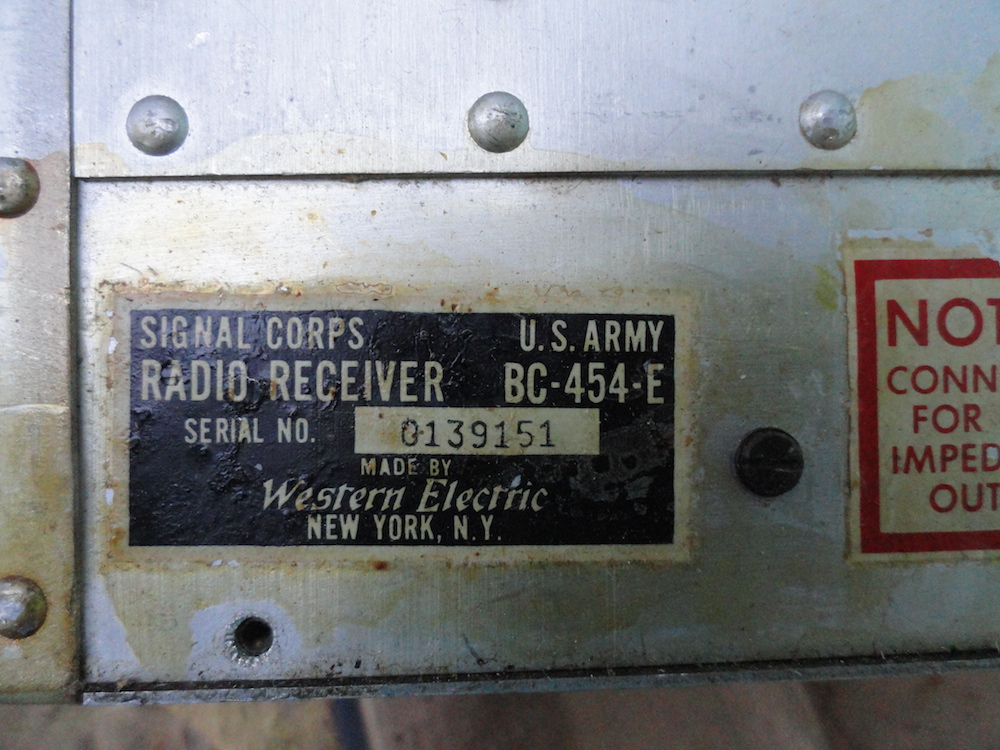 SIGNAL CORPS U.S. ARMY
RADIO RECEIVER BC-454-E
SERIAL NO. 0139151
MADE BY
Western Electric
NEW YORK, N.Y.
NOT
CONN
FOR
IMPED
OUT